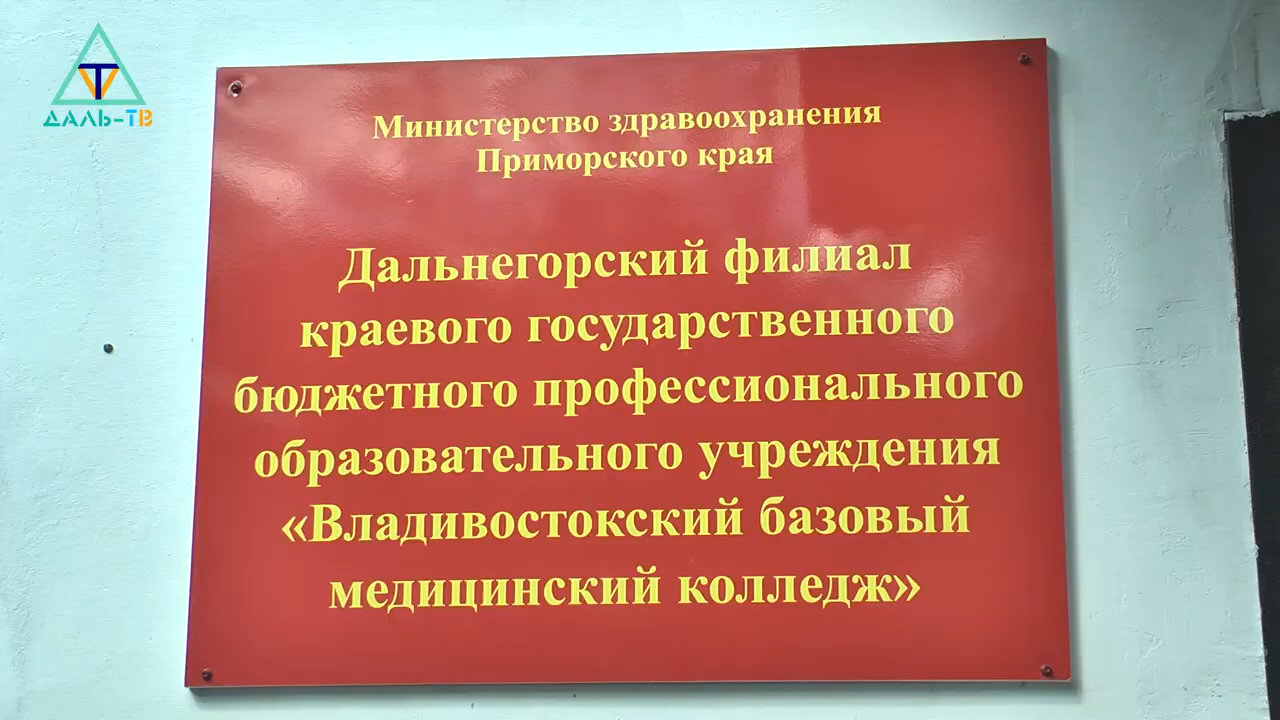 ДАЛЬ-ТВ
Министерство здравоохранения
Приморского края
Дальнегорский филиал
краевого государственного
бюджетного профессионального
образовательного учреждения
«Владивостокский базовый
медицинский колледж»